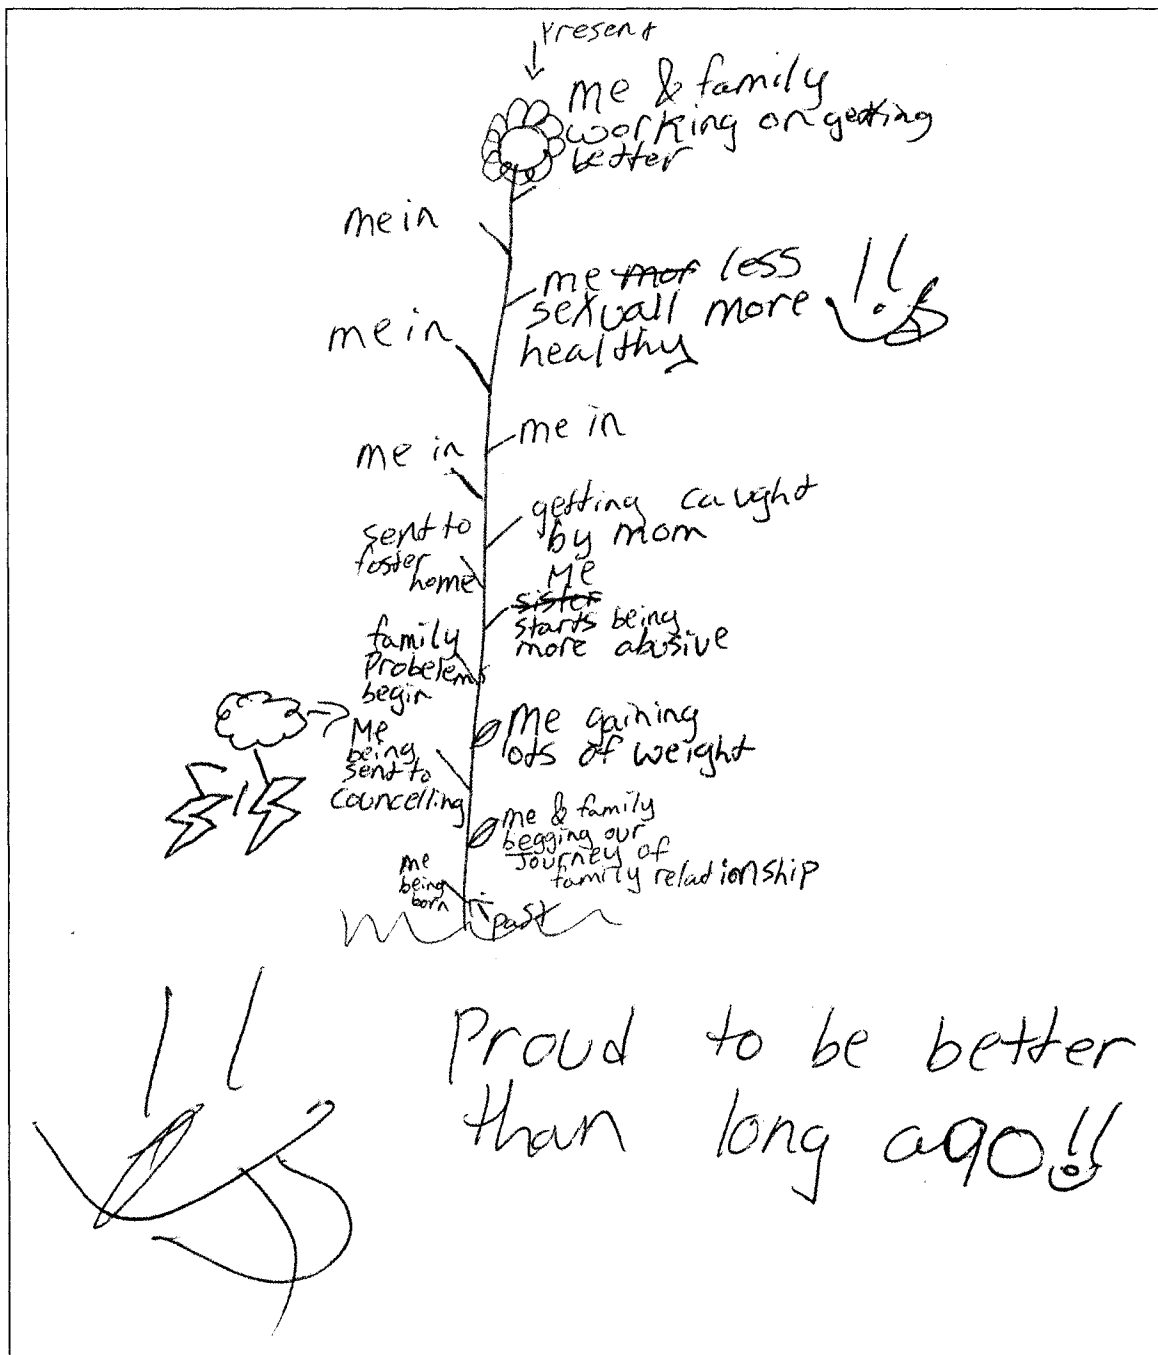 Present
me & family
working on getting
better
me in
me mor less
sexuall more
healthy
me in
me in
me in
getting caught
by mom
sent to
foster
home
Me
sister
starts being
more abusive
family
Probelems
begin
Me gaining
lots of weight
Me
being
sent to
councelling
me & family
begging our
Journey of
family relationship
me
being
born
past
Proud to be better
than long ago!!